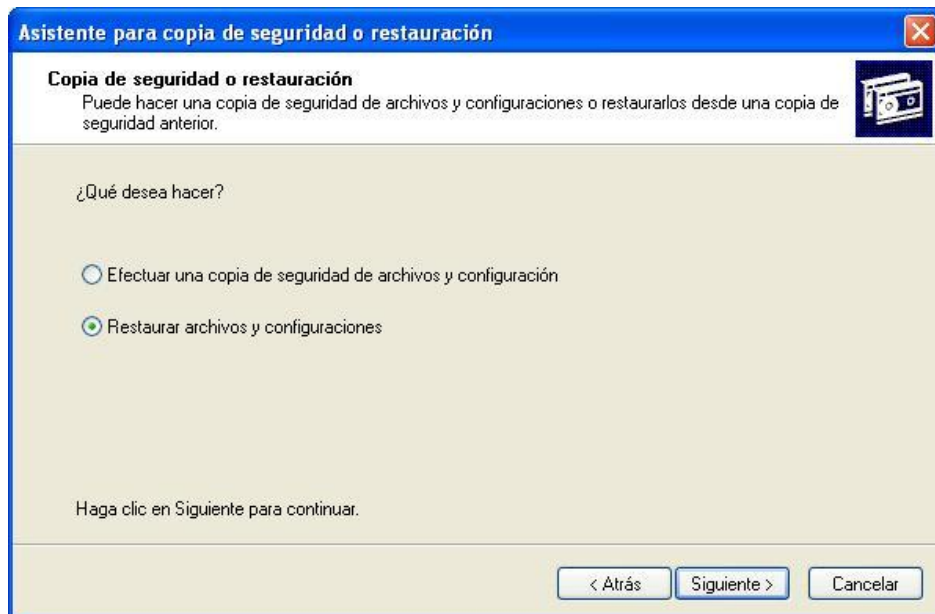 Asistente para copia de seguridad o restauración
Copia de seguridad o restauración
Puede hacer una copia de seguridad de archivos y configuraciones o restaurarlos desde una copia de
seguridad anterior.
¿Qué desea hacer?
Efectuar una copia de seguridad de archivos y configuración
Restaurar archivos y configuraciones
Haga clic en Siguiente para continuar.
< Atrás Siguiente > Cancelar